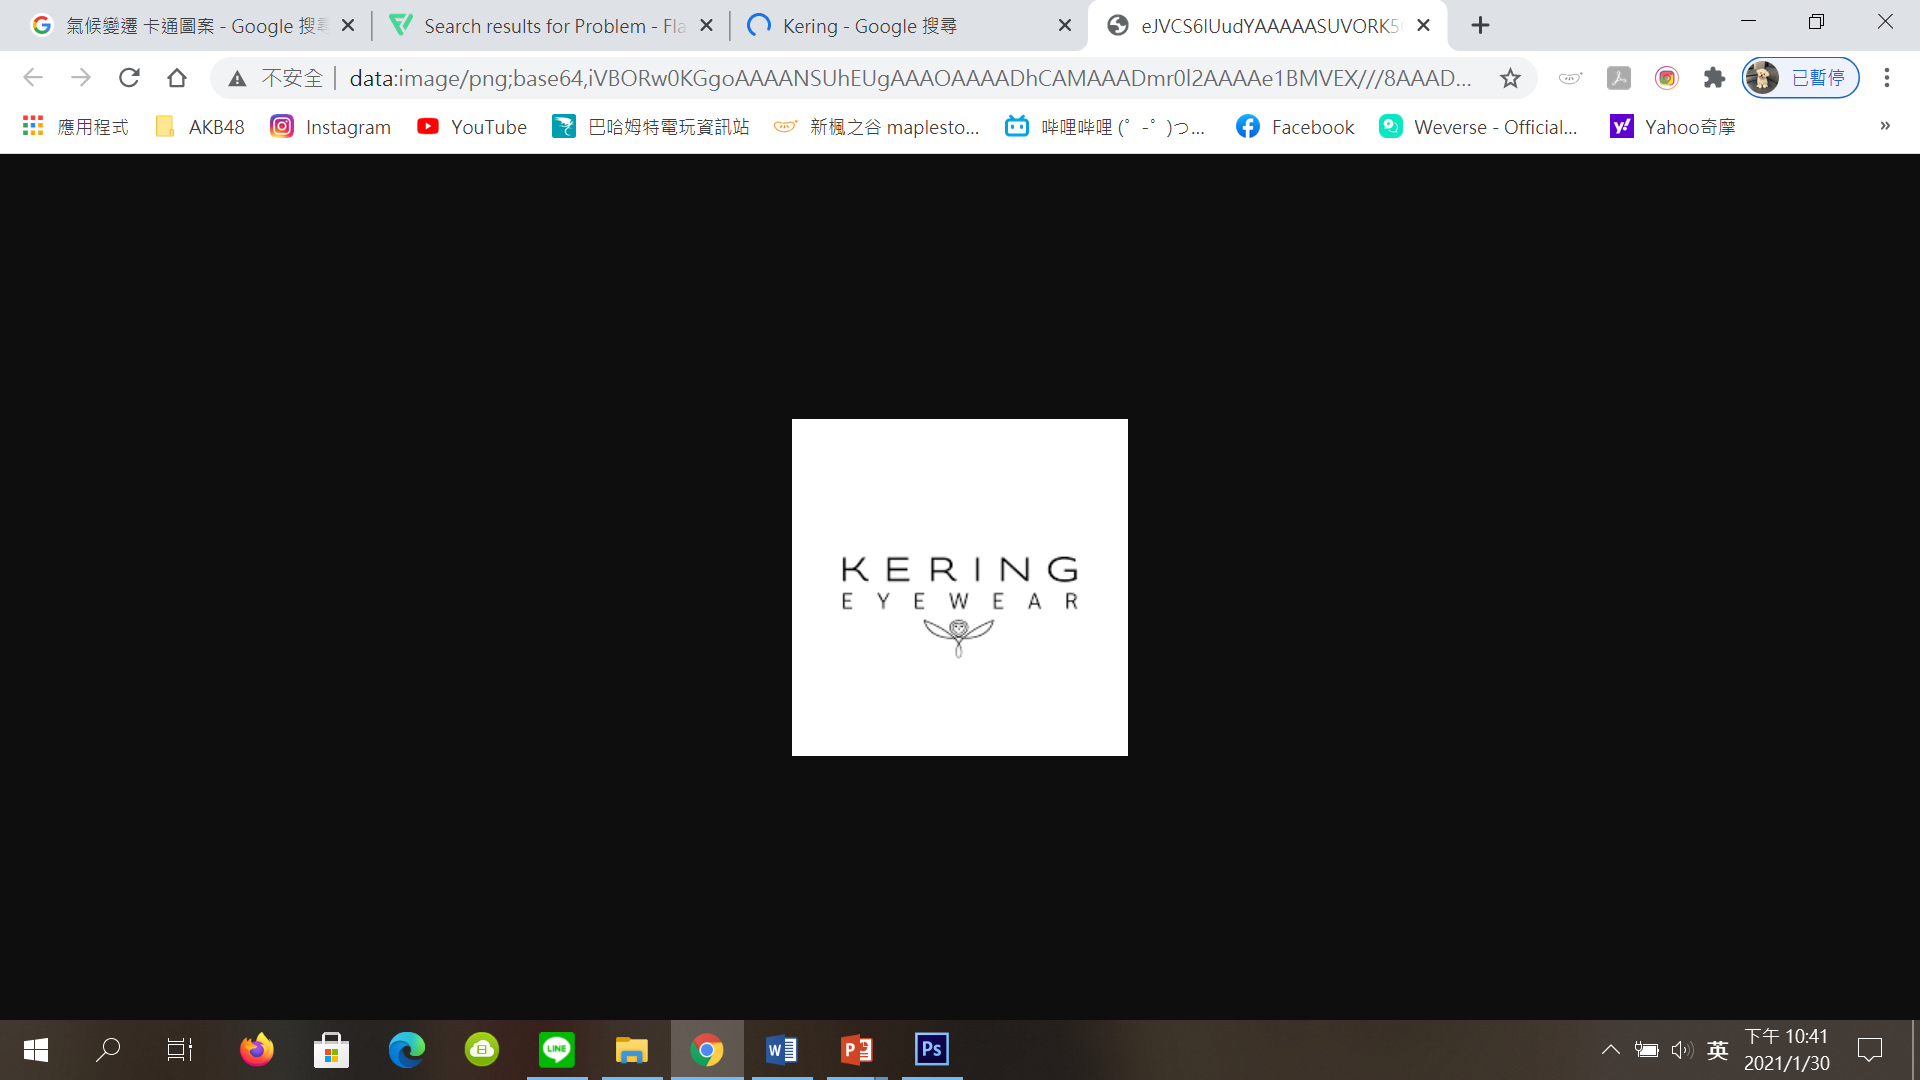 氣候變遷 卡通圖案 - Google 搜尋
Search results for Problem - Fla
Kering - Google 搜尋
eJVCS6lUudYAAAAASUVORK5
不安全
data:image/png;base64,iVBORw0KGgoAAAANSUhEUgAAAOAAAADhCAMAAADmr0l2AAAAe1BMVEX///8AAAD...
已暫停
應用程式
AKB48
Instagram
YouTube
巴哈姆特電玩資訊站
新楓之谷 maplesto...
哔哩哔哩 (゜-゜)つ...
Facebook
Weverse - Official...
Yahoo奇摩
»
KERING
EYEWEAR
LINE
Ps
英
下午 10:41
2021/1/30